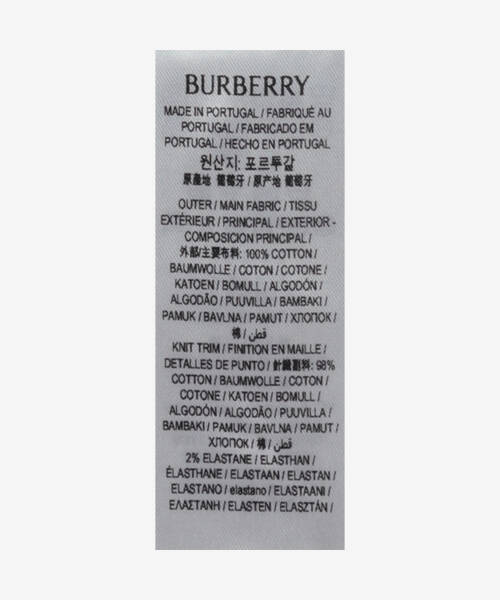 BURBERRY
MADE IN PORTUGAL / FABRIQUÉ AU
PORTUGAL / FABRICADO EM
PORTUGAL / HECHO EN PORTUGAL
원산지: 포르투갈
原產地 葡萄牙 / 原产地 葡萄牙
OUTER / MAIN FABRIC / TISSU
EXTÉRIEUR / PRINCIPAL / EXTERIOR -
COMPOSICIÓN PRINCIPAL /
外部/主要布料: 100% COTTON /
BAUMWOLLE / COTON / COTONE /
KATOEN / BOMULL / ALGODÓN /
ALGODÃO / PUUVILLA / BAMBAKI /
PAMUK / BAVLNA / PAMUT / ХЛОПОК /
棉 / قطن /
KNIT TRIM / FINITION EN MAILLE /
DETALLES DE PUNTO / 針織副料: 98%
COTTON / BAUMWOLLE / COTON /
COTONE / KATOEN / BOMULL /
ALGODÓN / ALGODÃO / PUUVILLA /
BAMBAKI / PAMUK / BAVLNA / PAMUT /
ХЛОПОК / 棉 / قطن /
2% ELASTANE / ELASTHAN /
ÉLASTHANE / ELASTAAN / ELASTAN /
ELASTANO / elastano / ELASTAANI /
ΕΛΑΣΤΑΝΗ / ELASTEN / ELASZTÁN /